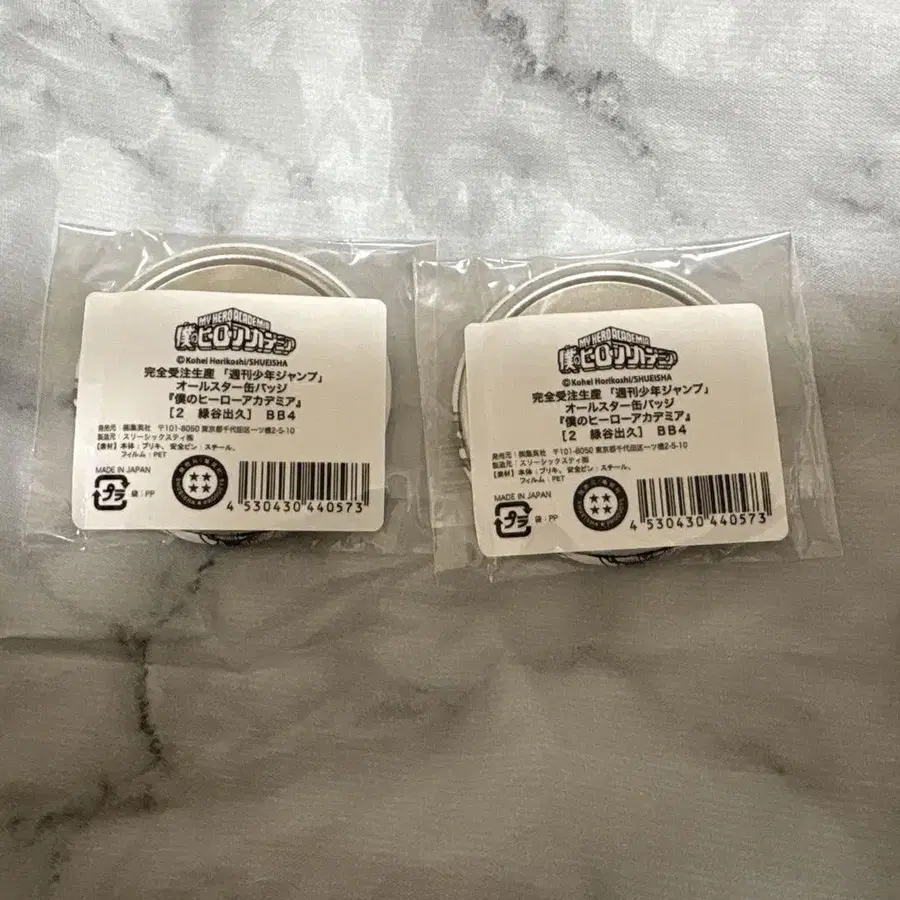 MY HERO ACADEMIA
僕のヒーローアカデミア
©Kohei Horikoshi/SHUEISHA
完全受注生産 「週刊少年ジャンプ」
オールスター缶バッジ
『僕のヒーローアカデミア』
[2 緑谷出久] BB4
発売元:㈱集英社 〒101-8050 東京都千代田区一ツ橋2-5-10
製造元:スリーシックスティ㈱
【素材】本体:ブリキ、安全ピン:スチール、
フィルム:PET
MADE IN JAPAN
プラ 袋:PP
4 530430 440573
MY HERO ACADEMIA
僕のヒーローアカデミア
©Kohei Horikoshi/SHUEISHA
完全受注生産 「週刊少年ジャンプ」
オールスター缶バッジ
『僕のヒーローアカデミア』
[2 緑谷出久] BB4
発売元:㈱集英社 〒101-8050 東京都千代田区一ツ橋2-5-10
製造元:スリーシックスティ㈱
【素材】本体:ブリキ、安全ピン:スチール、
フィルム:PET
MADE IN JAPAN
プラ 袋:PP
4 530430 440573